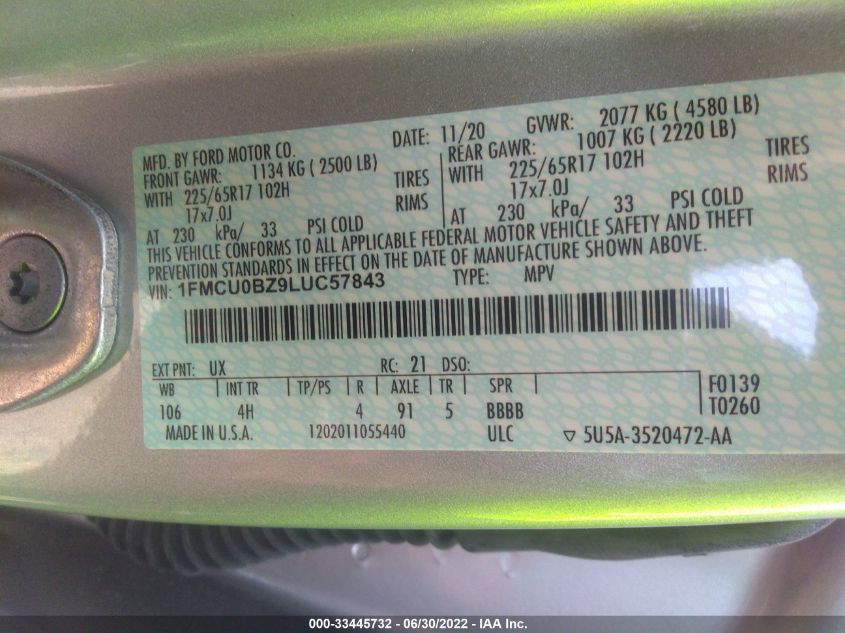 MFD. BY FORD MOTOR CO. DATE: 11/20 GVWR: 2077 KG ( 4580 LB)
FRONT GAWR: 1134 KG ( 2500 LB) REAR GAWR: 1007 KG ( 2220 LB)
WITH 225/65R17 102H TIRES WITH 225/65R17 102H TIRES
17x7.0J RIMS 17x7.0J RIMS
AT 230 kPa/ 33 PSI COLD AT 230 kPa/ 33 PSI COLD
THIS VEHICLE CONFORMS TO ALL APPLICABLE FEDERAL MOTOR VEHICLE SAFETY AND THEFT
PREVENTION STANDARDS IN EFFECT ON THE DATE OF MANUFACTURE SHOWN ABOVE.
VIN: 1FMCU0BZ9LUC57843 TYPE: MPV
EXT PNT: UX RC: 21 DSO:
WB INT TR TP/PS R AXLE TR SPR F0139
106 4H 4 91 5 BBBB T0260
MADE IN U.S.A. 1202011055440 ULC ▽ 5U5A-3520472-AA
000-33445732 - 06/30/2022 - IAA Inc.